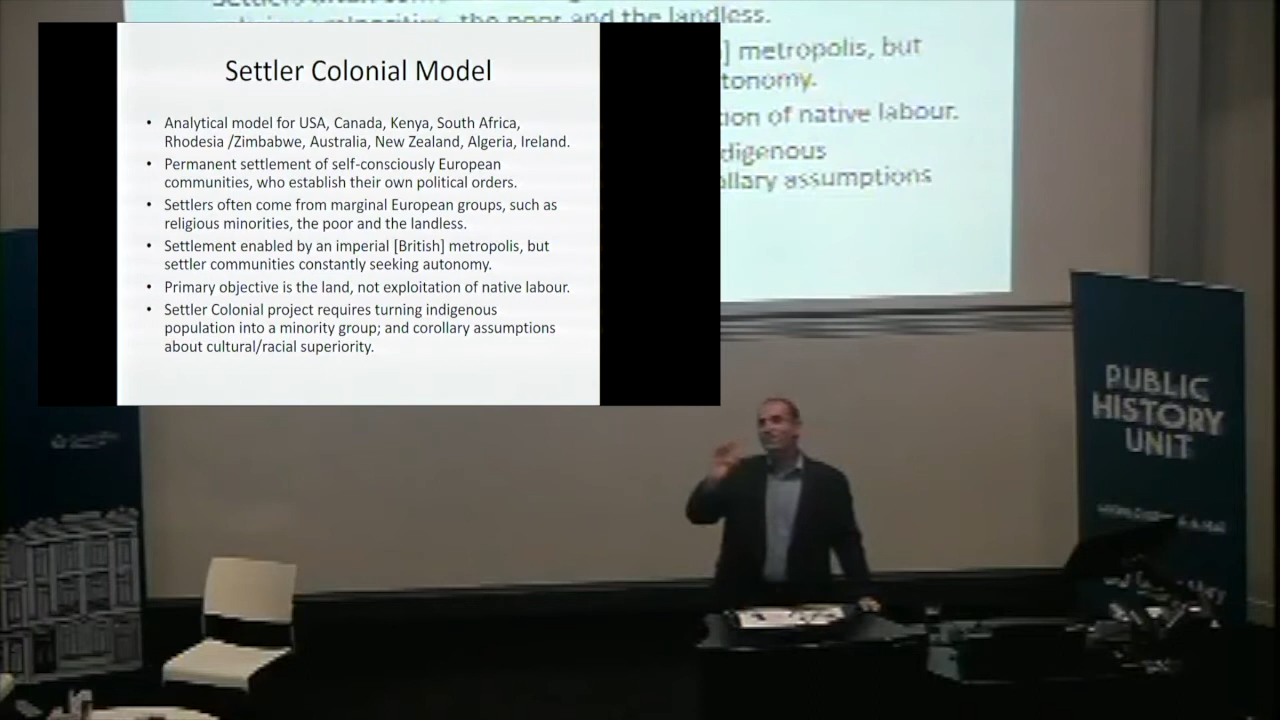 Settler Colonial Model
• Analytical model for USA, Canada, Kenya, South Africa,
Rhodesia /Zimbabwe, Australia, New Zealand, Algeria, Ireland.
• Permanent settlement of self-consciously European
communities, who establish their own political orders.
• Settlers often come from marginal European groups, such as
religious minorities, the poor and the landless.
• Settlement enabled by an imperial [British] metropolis, but
settler communities constantly seeking autonomy.
• Primary objective is the land, not exploitation of native labour.
• Settler Colonial project requires turning indigenous
population into a minority group; and corollary assumptions
about cultural/racial superiority.
the poor and the landless.
] metropolis, but
tonomy.
ion of native labour.
digenous
ollary assumptions
PUBLIC
HISTORY
UNIT